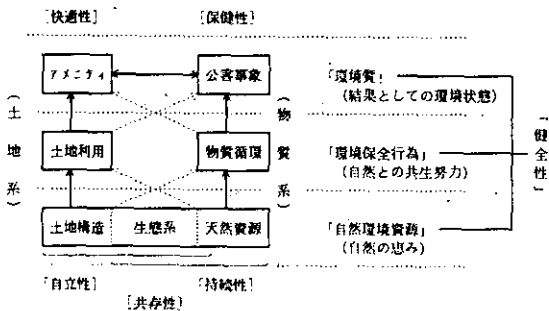 ［快適性］ ［保健性］
アメニティ 公害事象 「環境質」
（結果としての環境状態）
（土地系） （物質系） 「健全性」
土地利用 物質循環 「環境保全行為」
（自然との共生努力）
土地構造 生態系 天然資源 「自然環境資源」
（自然の恵み）
［自立性］ ［持続性］
［共存性］